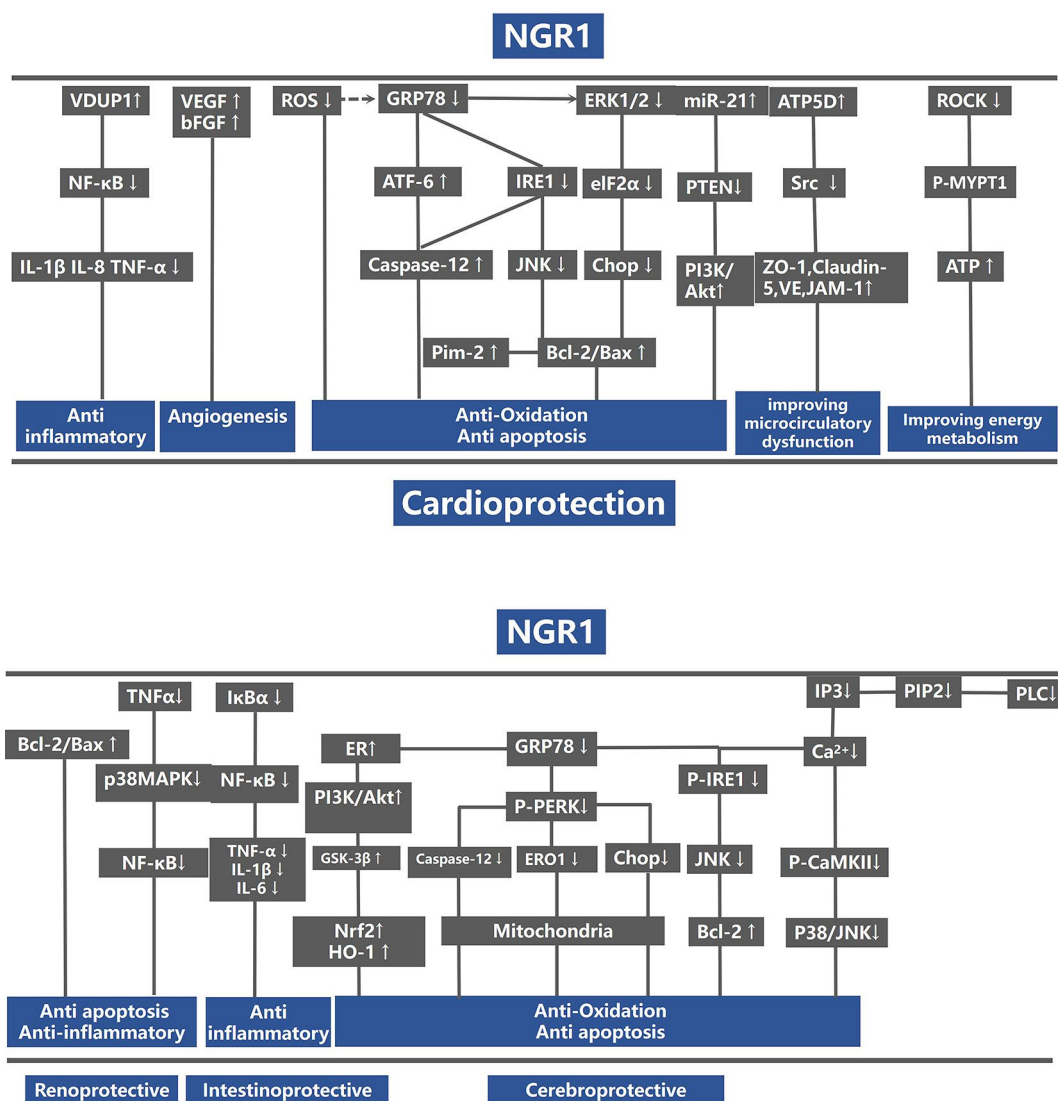 NGR1
VDUP1↑
VEGF ↑
bFGF ↑
ROS ↓
GRP78 ↓
ERK1/2 ↓
miR-21↑
ATP5D↑
ROCK ↓
NF-κB ↓
ATF-6 ↑
IRE1 ↓
eIF2α ↓
PTEN↓
Src ↓
P-MYPT1
IL-1β IL-8 TNF-α ↓
Caspase-12 ↑
JNK ↓
Chop ↓
PI3K/
Akt↑
ZO-1,Claudin-
5,VE,JAM-1↑
ATP ↑
Pim-2 ↑
Bcl-2/Bax ↑
Anti
inflammatory
Angiogenesis
Anti-Oxidation
Anti apoptosis
improving
microcirculatory
dysfunction
Improving energy
metabolism
Cardioprotection
NGR1
TNFα↓
IκBα ↓
IP3↓
PIP2↓
PLC↓
Bcl-2/Bax ↑
ER↑
GRP78 ↓
Ca²⁺↓
p38MAPK↓
NF-κB ↓
PI3K/Akt↑
P-PERK↓
P-IRE1 ↓
NF-κB↓
TNF-α ↓
IL-1β ↓
IL-6 ↓
GSK-3β ↑
Caspase-12 ↓
ERO1 ↓
Chop↓
JNK ↓
P-CaMKII↓
Nrf2↑
HO-1 ↑
Mitochondria
Bcl-2 ↑
P38/JNK↓
Anti apoptosis
Anti-inflammatory
Anti
inflammatory
Anti-Oxidation
Anti apoptosis
Renoprotective
Intestinoprotective
Cerebroprotective